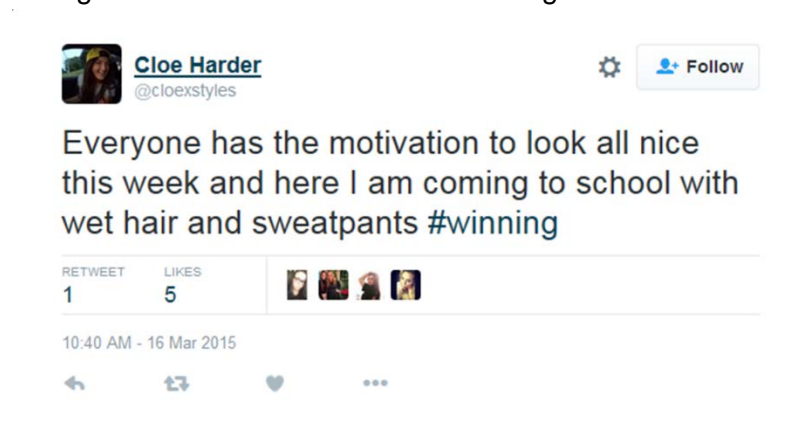 Cloe Harder
@cloexstyles
Follow
Everyone has the motivation to look all nice
this week and here I am coming to school with
wet hair and sweatpants #winning
RETWEET LIKES
1 5
10:40 AM - 16 Mar 2015